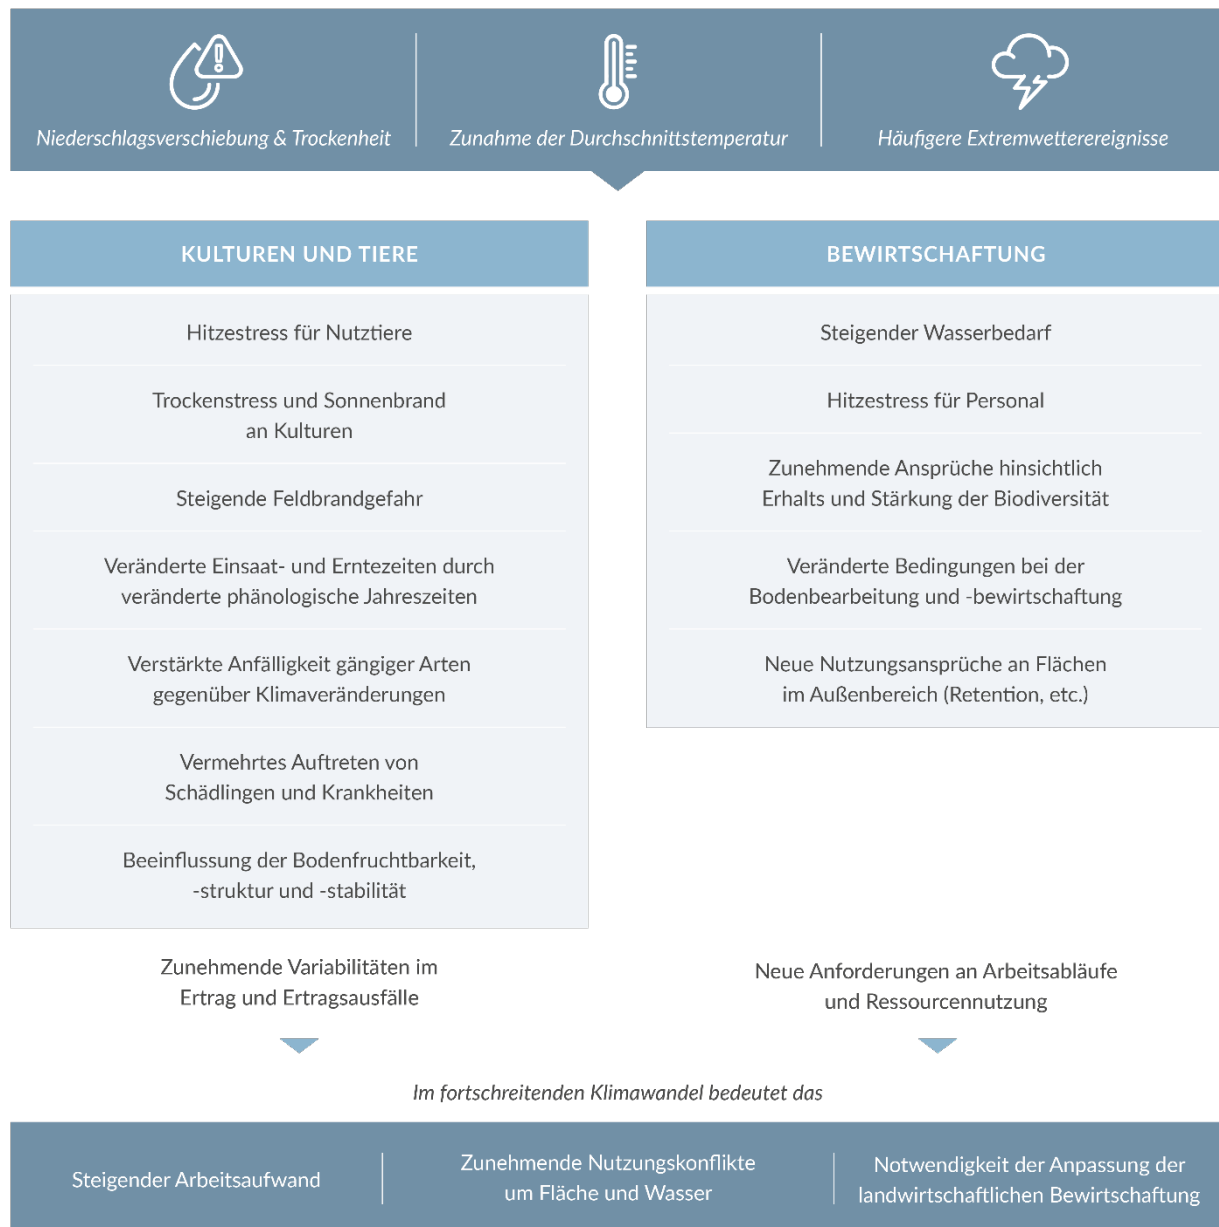 Niederschlagsverschiebung & Trockenheit
Zunahme der Durchschnittstemperatur
Häufigere Extremwetterereignisse
KULTUREN UND TIERE
Hitzestress für Nutztiere
Trockenstress und Sonnenbrand
an Kulturen
Steigende Feldbrandgefahr
Veränderte Einsaat- und Erntezeiten durch
veränderte phänologische Jahreszeiten
Verstärkte Anfälligkeit gängiger Arten
gegenüber Klimaveränderungen
Vermehrtes Auftreten von
Schädlingen und Krankheiten
Beeinflussung der Bodenfruchtbarkeit,
-struktur und -stabilität
Zunehmende Variabilitäten im
Ertrag und Ertragsausfälle
BEWIRTSCHAFTUNG
Steigender Wasserbedarf
Hitzestress für Personal
Zunehmende Ansprüche hinsichtlich
Erhalts und Stärkung der Biodiversität
Veränderte Bedingungen bei der
Bodenbearbeitung und -bewirtschaftung
Neue Nutzungsansprüche an Flächen
im Außenbereich (Retention, etc.)
Neue Anforderungen an Arbeitsabläufe
und Ressourcennutzung
Im fortschreitenden Klimawandel bedeutet das
Steigender Arbeitsaufwand
Zunehmende Nutzungskonflikte
um Fläche und Wasser
Notwendigkeit der Anpassung der
landwirtschaftlichen Bewirtschaftung